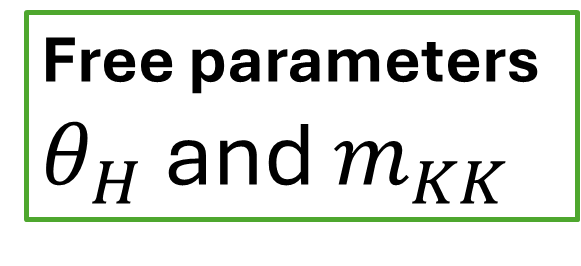 Free parameters
θ_H and m_KK